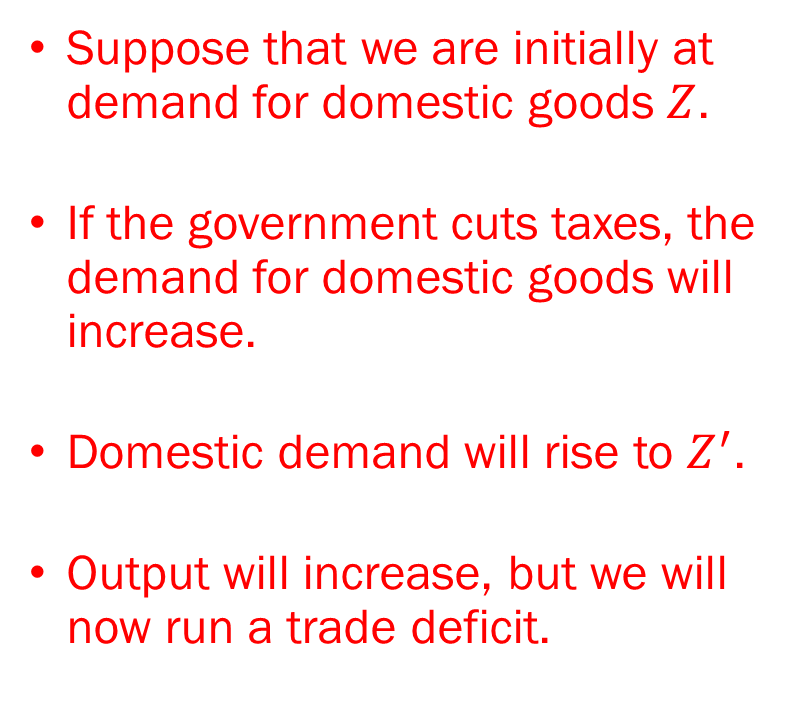 • Suppose that we are initially at
demand for domestic goods Z.
• If the government cuts taxes, the
demand for domestic goods will
increase.
• Domestic demand will rise to Z′.
• Output will increase, but we will
now run a trade deficit.